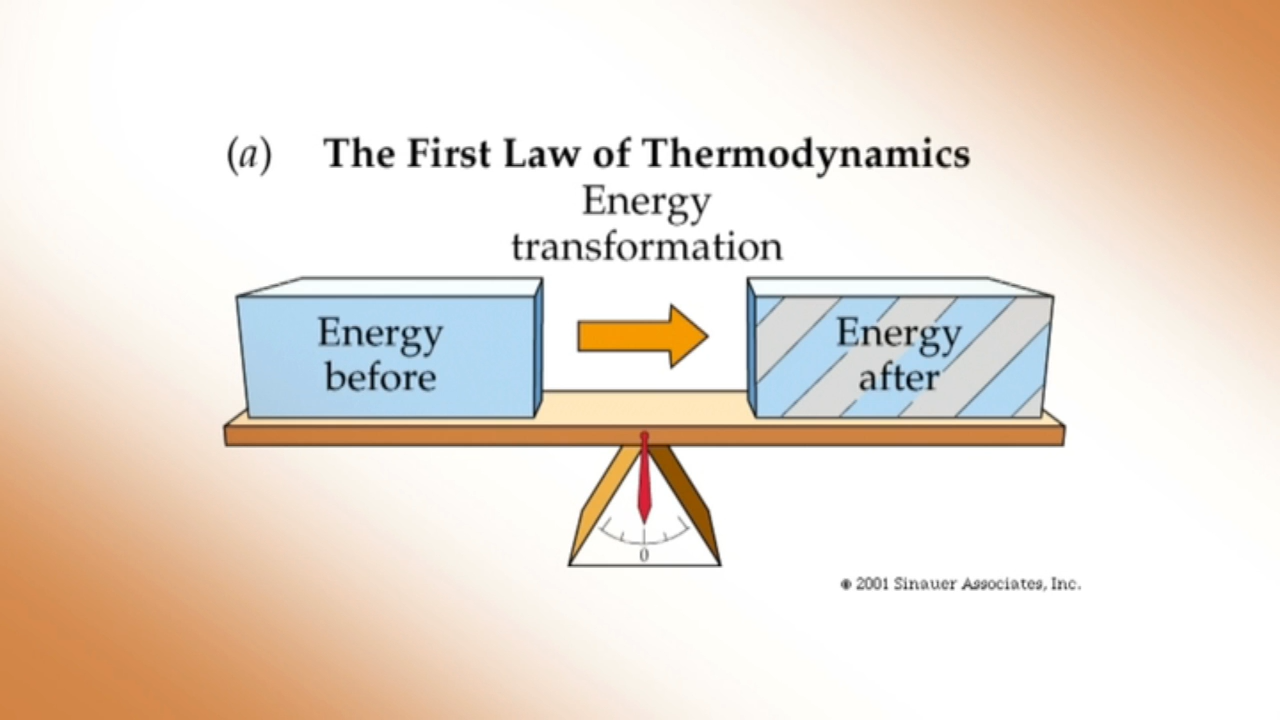 (a) The First Law of Thermodynamics
Energy
transformation
Energy
before
Energy
after
0
© 2001 Sinauer Associates, Inc.